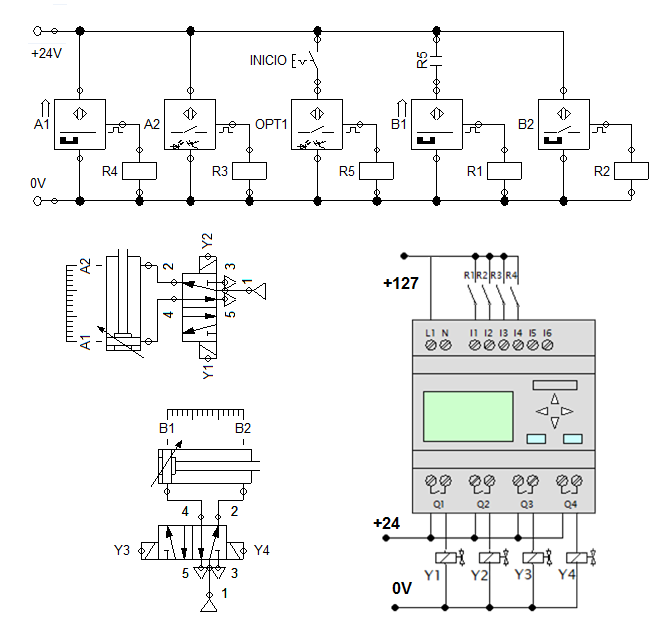 +24V
INICIO
R5
A1
A2
OPT1
B1
B2
R4
R3
R5
R1
R2
0V
Y2
A2
2
3
1
4
5
A1
Y1
+127
R1 R2 R3 R4
L1 N I1 I2 I3 I4 I5 I6
B1
B2
4
2
Y3
Y4
5
3
1
Q1 Q2 Q3 Q4
+24
Y1 Y2 Y3 Y4
0V